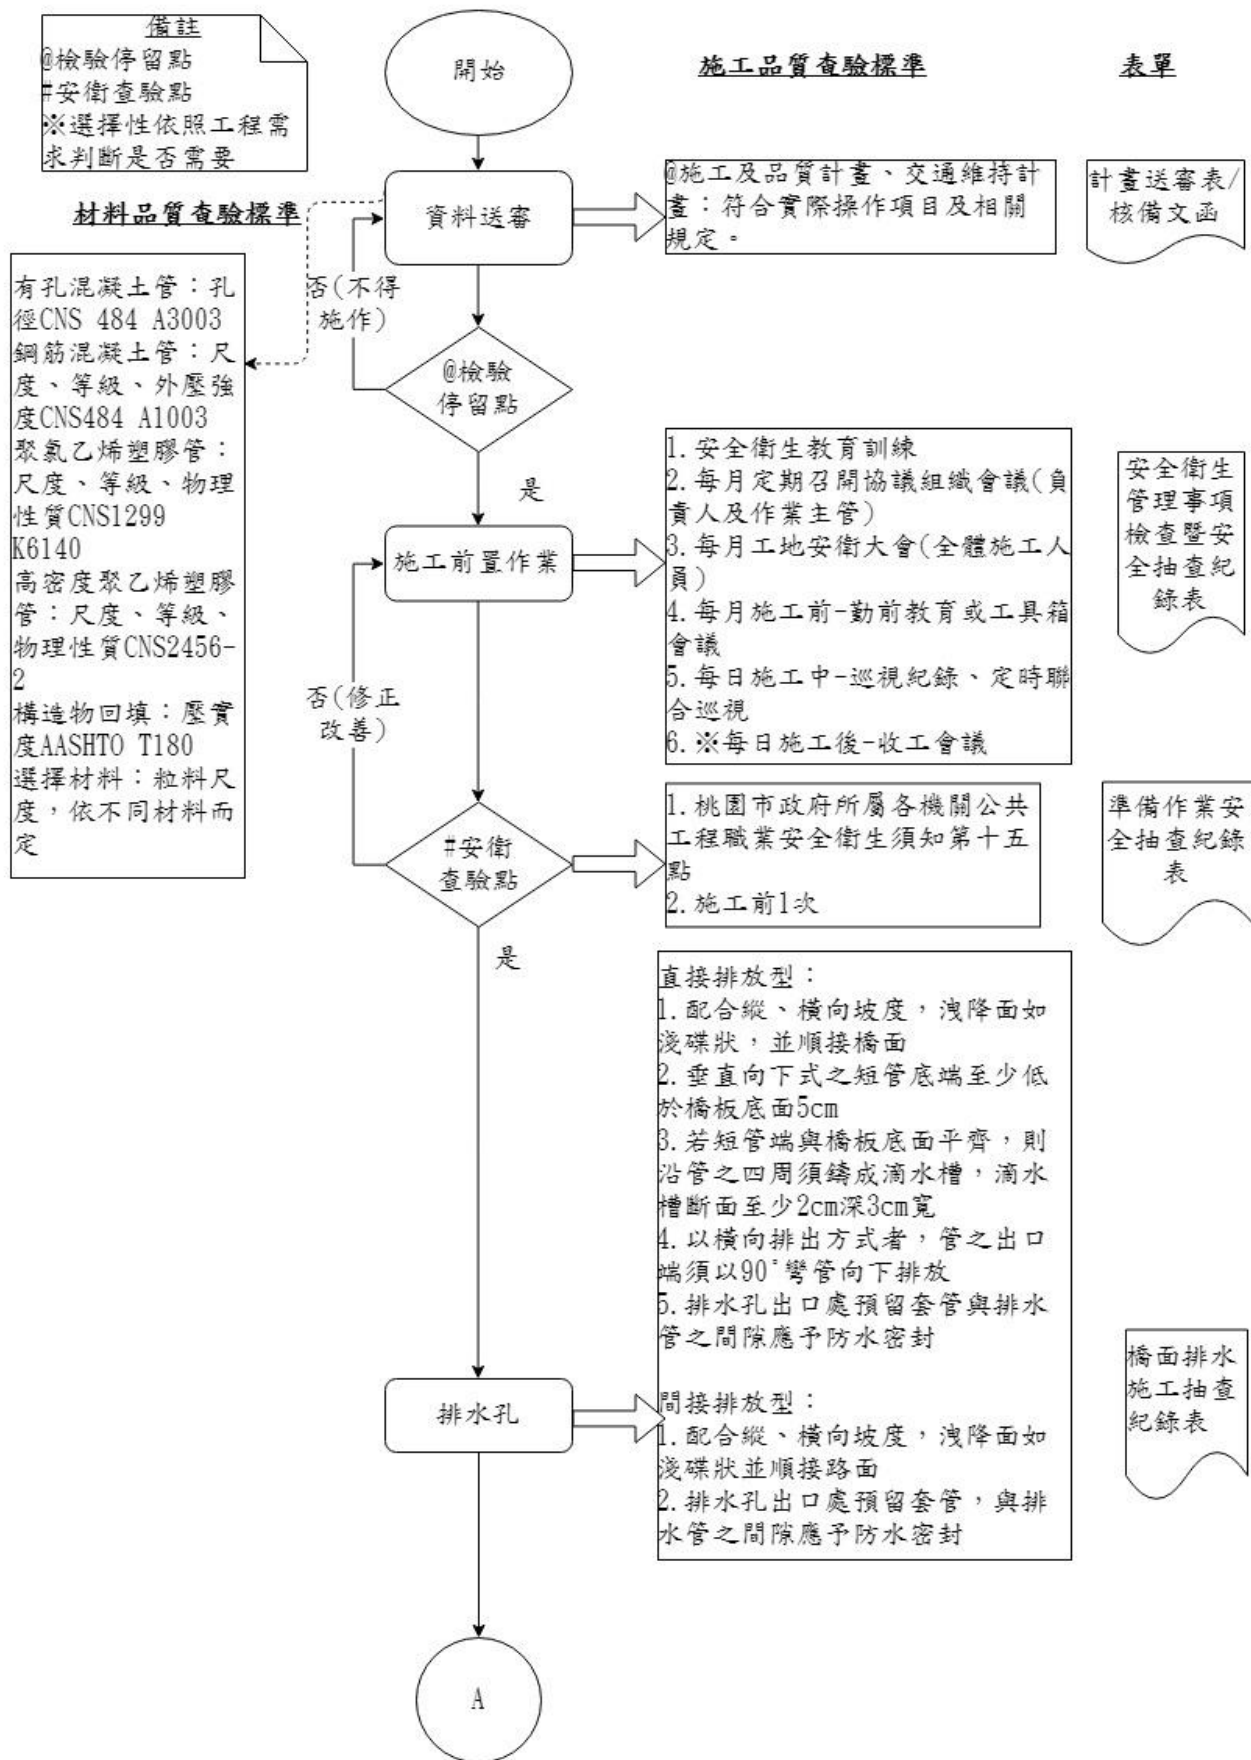 備註
@檢驗停留點
#安衛查驗點
※選擇性依照工程需
求判斷是否需要
開始
施工品質查驗標準
表單
材料品質查驗標準
資料送審
@施工及品質計畫、交通維持計
畫：符合實際操作項目及相關
規定。
計畫送審表/
核備文函
有孔混凝土管：孔
徑CNS 484 A3003
鋼筋混凝土管：尺
度、等級、外壓強
度CNS484 A1003
聚氯乙烯塑膠管：
尺度、等級、物理
性質CNS1299
K6140
高密度聚乙烯塑膠
管：尺度、等級、
物理性質CNS2456-
2
構造物回填：壓實
度AASHTO T180
選擇材料：粒料尺
度，依不同材料而
定
否(不得
施作)
@檢驗
停留點
是
施工前置作業
1.安全衛生教育訓練
2.每月定期召開協議組織會議(負
責人及作業主管)
3.每月工地安衛大會(全體施工人
員)
4.每月施工前-勤前教育或工具箱
會議
5.每日施工中-巡視紀錄、定時聯
合巡視
6.※每日施工後-收工會議
安全衛生
管理事項
檢查暨安
全抽查紀
錄表
否(修正
改善)
#安衛
查驗點
1.桃園市政府所屬各機關公共
工程職業安全衛生須知第十五
點
2.施工前1次
準備作業安
全抽查紀錄
表
是
直接排放型：
1.配合縱、橫向坡度，洩降面如
淺碟狀，並順接橋面
2.垂直向下式之短管底端至少低
於橋板底面5cm
3.若短管端與橋板底面平齊，則
沿管之四周須鑄成滴水槽，滴水
槽斷面至少2cm深3cm寬
4.以橫向排出方式者，管之出口
端須以90°彎管向下排放
5.排水孔出口處預留套管與排水
管之間隙應予防水密封
間接排放型：
1.配合縱、橫向坡度，洩降面如
淺碟狀並順接路面
2.排水孔出口處預留套管，與排
水管之間隙應予防水密封
排水孔
橋面排水
施工抽查
紀錄表
A